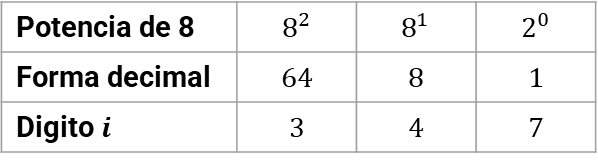 Potencia de 8 8² 8¹ 2⁰
Forma decimal 64 8 1
Digito i 3 4 7